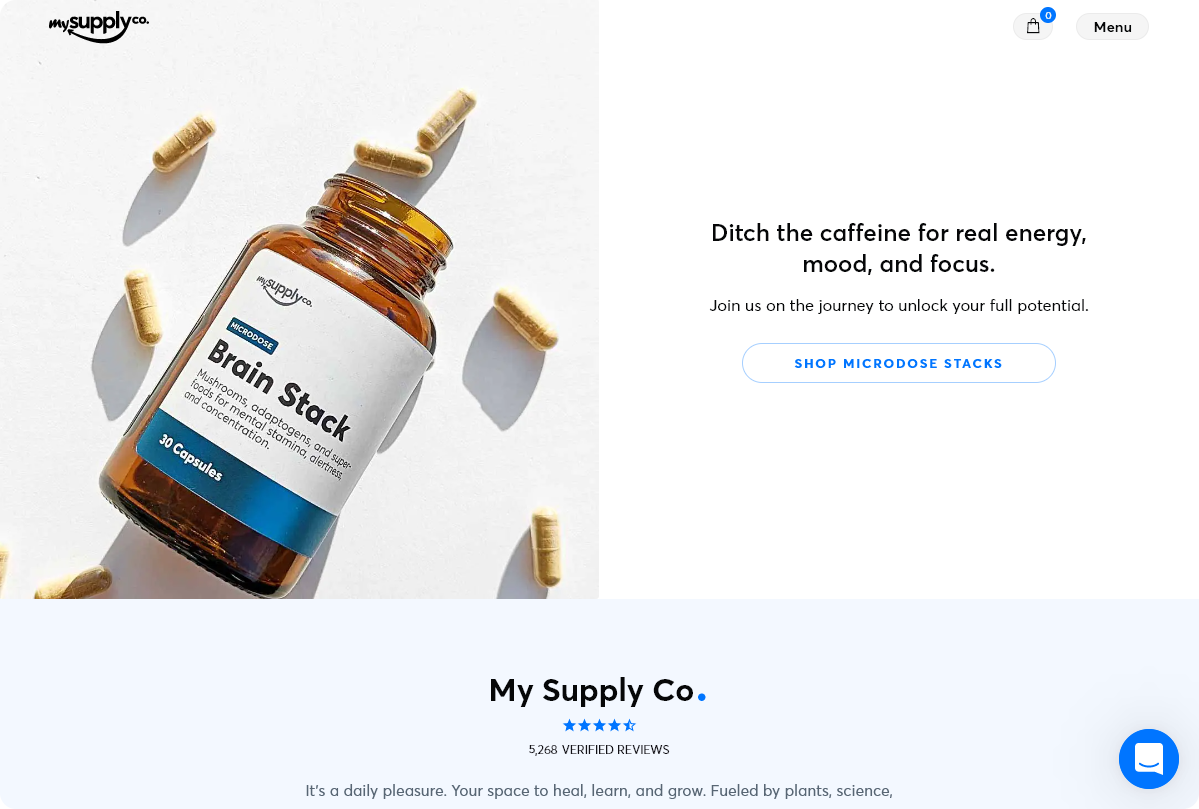 mysupplyco.
0
Menu
mysupplyco.
MICRODOSE
Brain Stack
Mushrooms, adaptogens, and super-
foods for mental stamina, alertness,
and concentration.
30 Capsules
Ditch the caffeine for real energy,
mood, and focus.
Join us on the journey to unlock your full potential.
SHOP MICRODOSE STACKS
My Supply Co.
5,268 VERIFIED REVIEWS
It's a daily pleasure. Your space to heal, learn, and grow. Fueled by plants, science,